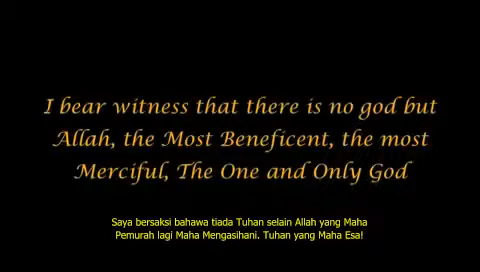 I bear witness that there is no god but
Allah, the Most Beneficent, the most
Merciful, The One and Only God
Saya bersaksi bahawa tiada Tuhan selain Allah yang Maha
Pemurah lagi Maha Mengasihani. Tuhan yang Maha Esa!